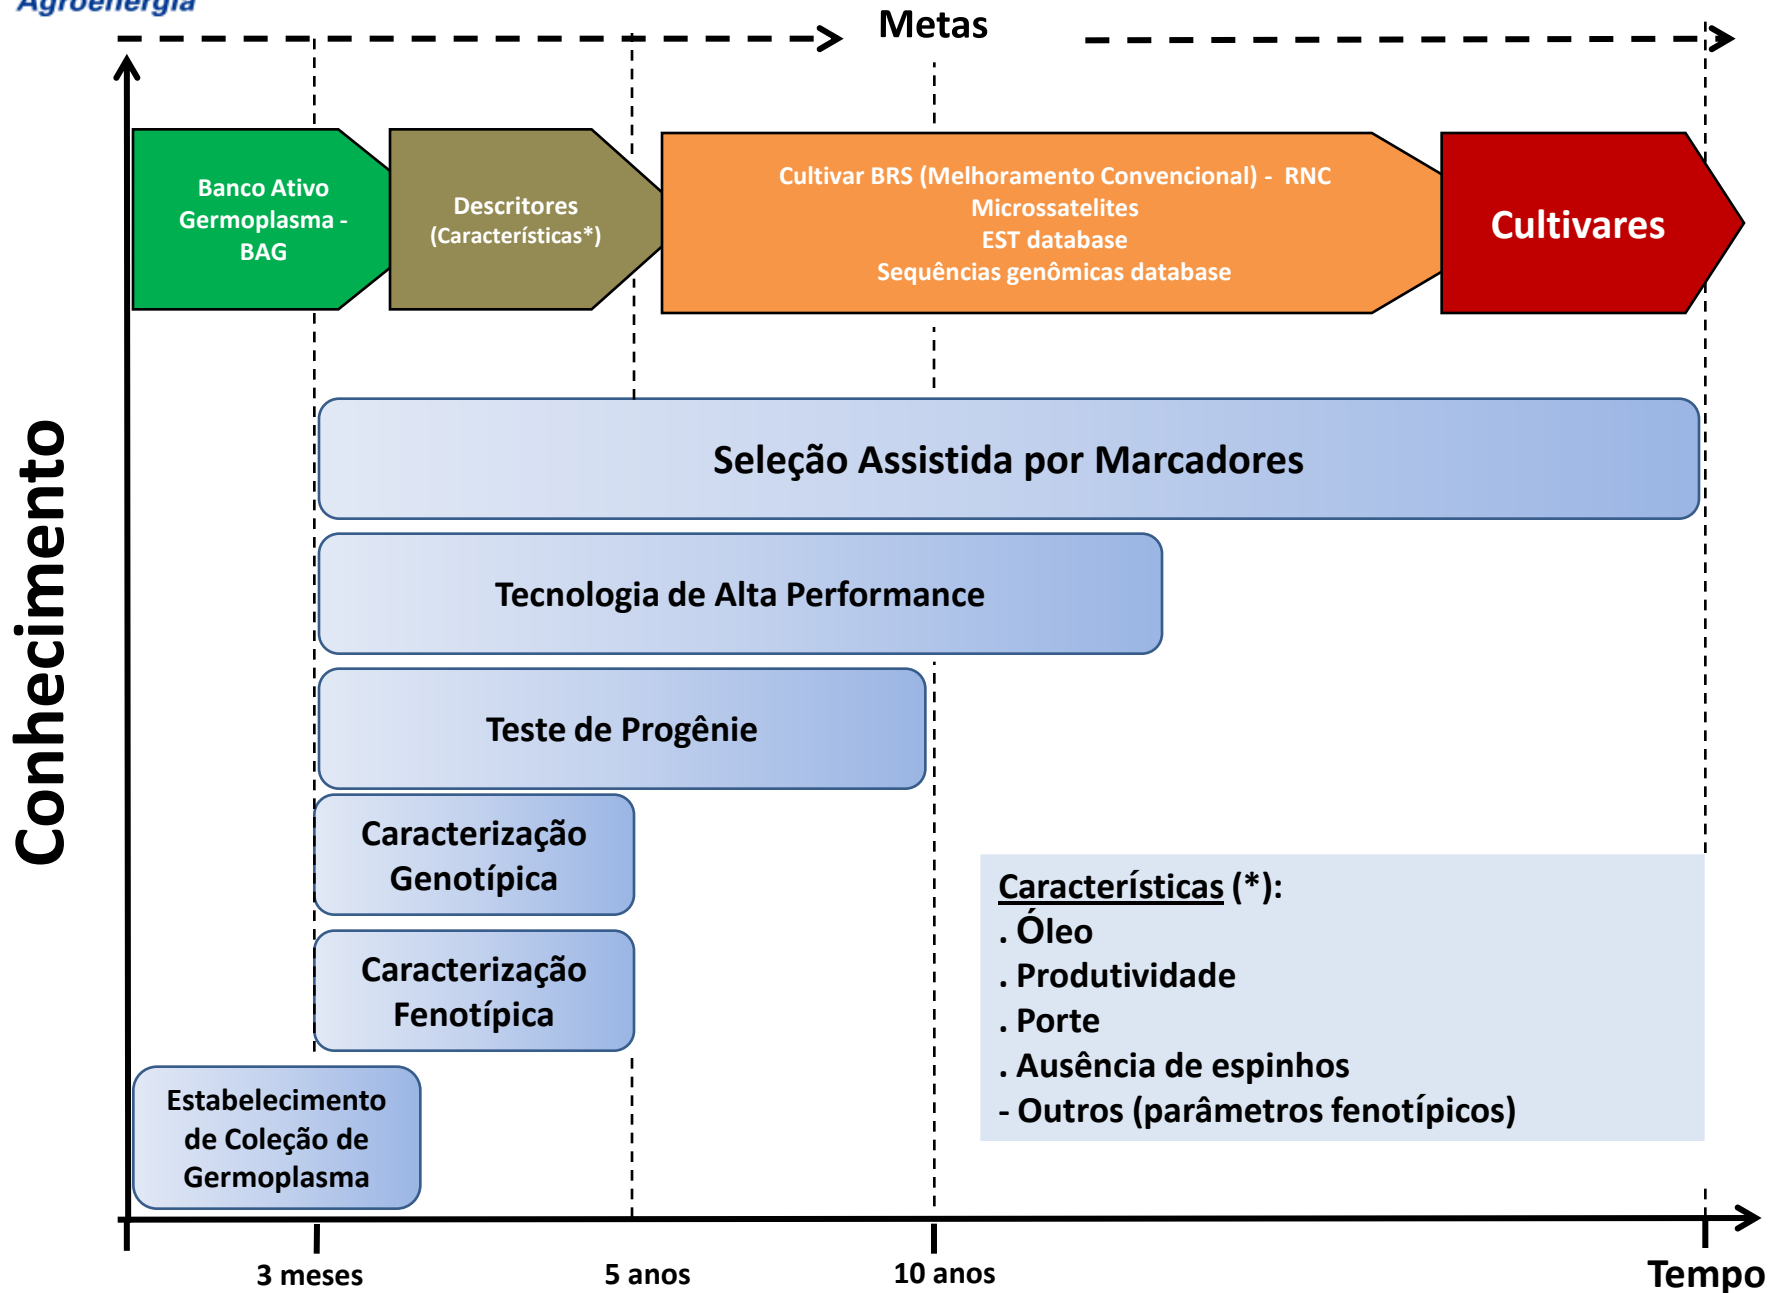 Agroenergia
Metas
Banco Ativo
Germoplasma -
BAG
Descritores
(Características*)
Cultivar BRS (Melhoramento Convencional) - RNC
Microssatelites
EST database
Sequências genômicas database
Cultivares
Conhecimento
Seleção Assistida por Marcadores
Tecnologia de Alta Performance
Teste de Progênie
Caracterização
Genotípica
Caracterização
Fenotípica
Estabelecimento
de Coleção de
Germoplasma
Características (*):
. Óleo
. Produtividade
. Porte
. Ausência de espinhos
- Outros (parâmetros fenotípicos)
3 meses
5 anos
10 anos
Tempo